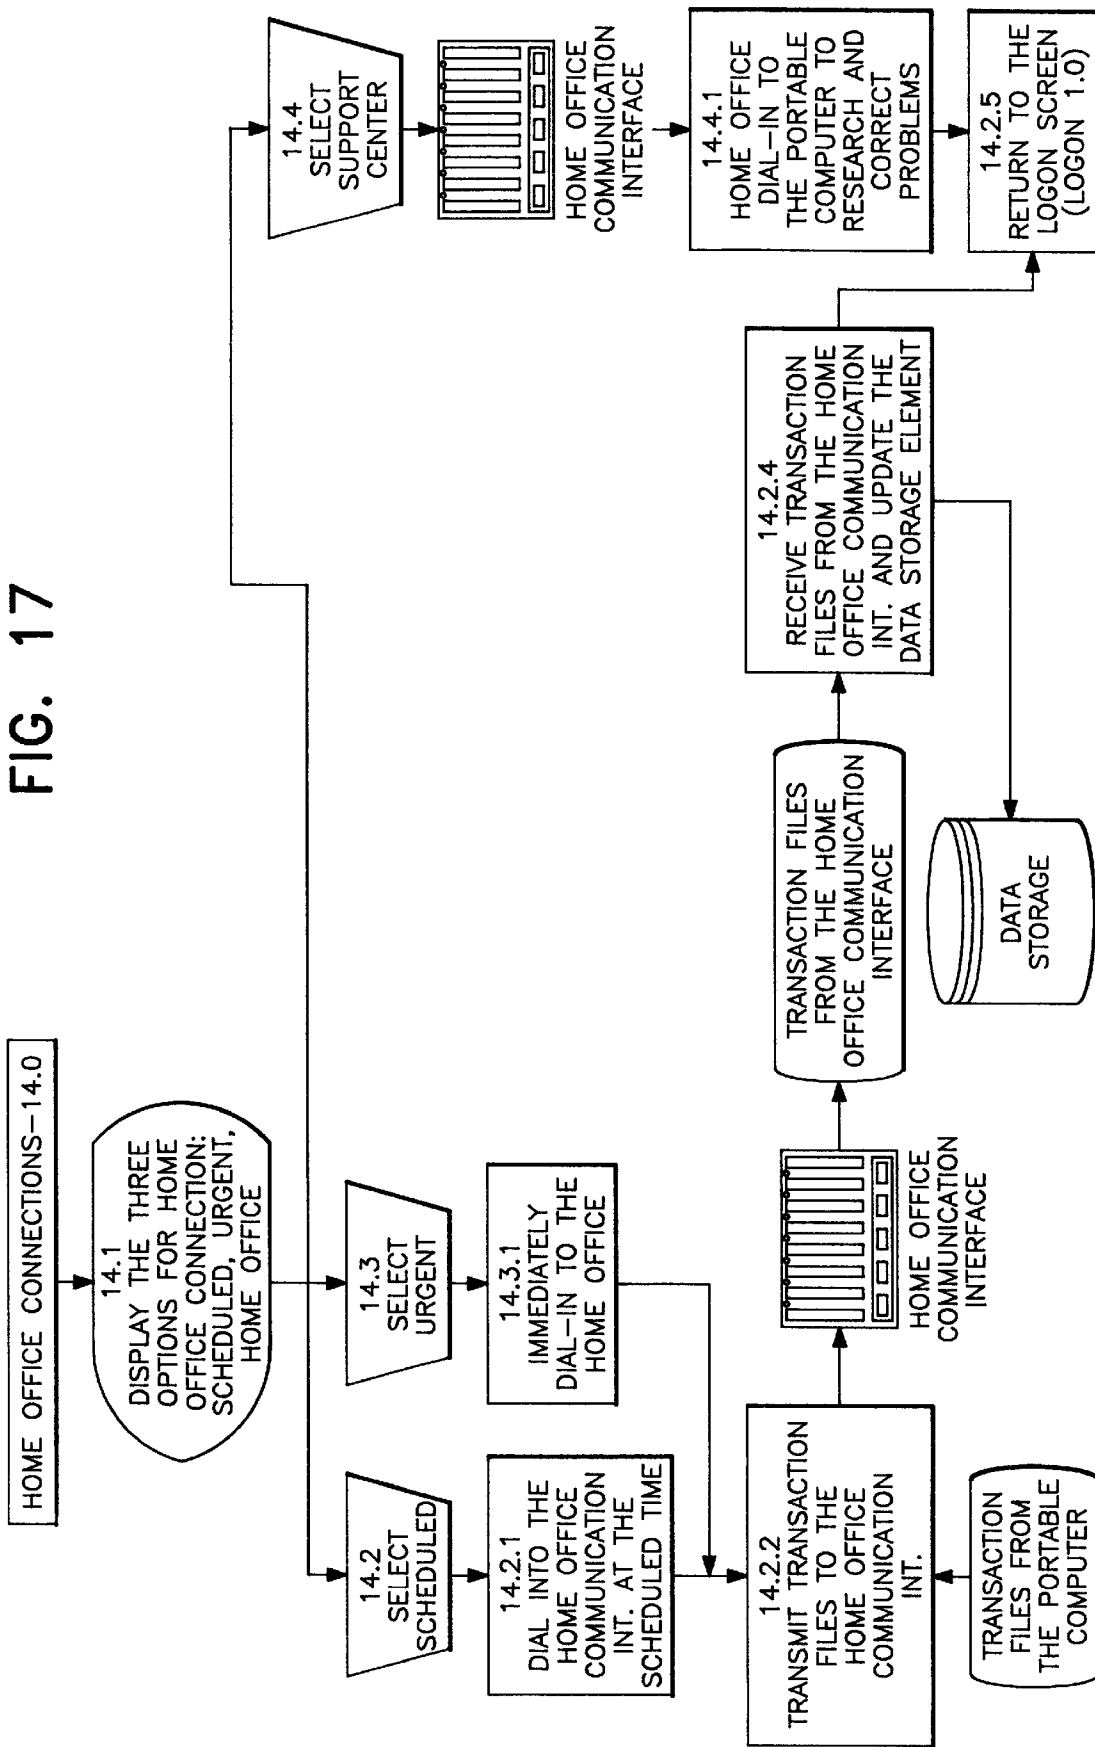 FIG. 17
HOME OFFICE CONNECTIONS-14.0
14.1
DISPLAY THE THREE
OPTIONS FOR HOME
OFFICE CONNECTION:
SCHEDULED, URGENT,
HOME OFFICE
14.2
SELECT
SCHEDULED
14.3
SELECT
URGENT
14.4
SELECT
SUPPORT
CENTER
14.2.1
DIAL INTO THE
HOME OFFICE
COMMUNICATION
INT. AT THE
SCHEDULED TIME
14.3.1
IMMEDIATELY
DIAL-IN TO THE
HOME OFFICE
HOME OFFICE
COMMUNICATION
INTERFACE
14.4.1
HOME OFFICE
DIAL-IN TO
THE PORTABLE
COMPUTER TO
RESEARCH AND
CORRECT
PROBLEMS
14.2.2
TRANSMIT TRANSACTION
FILES TO THE
HOME OFFICE
COMMUNICATION
INT.
TRANSACTION
FILES FROM
THE PORTABLE
COMPUTER
HOME OFFICE
COMMUNICATION
INTERFACE
TRANSACTION FILES
FROM THE HOME
OFFICE COMMUNICATION
INTERFACE
14.2.4
RECEIVE TRANSACTION
FILES FROM THE HOME
OFFICE COMMUNICATION
INT. AND UPDATE THE
DATA STORAGE ELEMENT
DATA
STORAGE
14.2.5
RETURN TO THE
LOGON SCREEN
(LOGON 1.0)